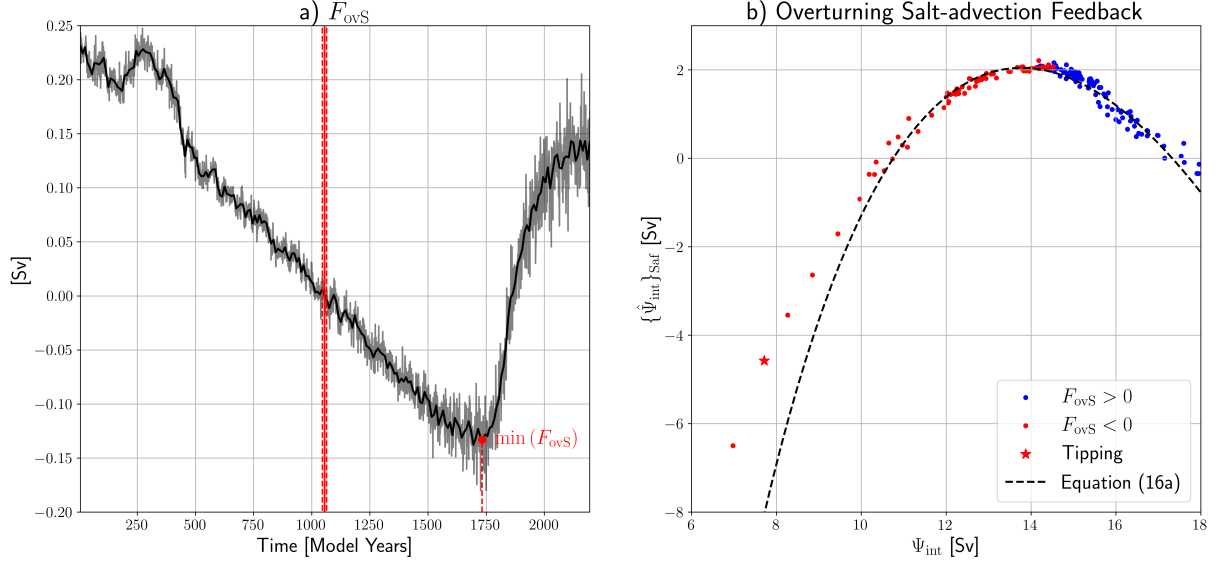 a) F_ovS
0.25
0.20
0.15
0.10
0.05
0.00
−0.05
−0.10
−0.15
−0.20
[Sv]
min (F_ovS)
250 500 750 1000 1250 1500 1750 2000
Time [Model Years]
b) Overturning Salt-advection Feedback
2
0
−2
−4
−6
−8
{Ψ̂_int}_Saf [Sv]
F_ovS > 0
F_ovS < 0
Tipping
Equation (16a)
6 8 10 12 14 16 18
Ψ_int [Sv]